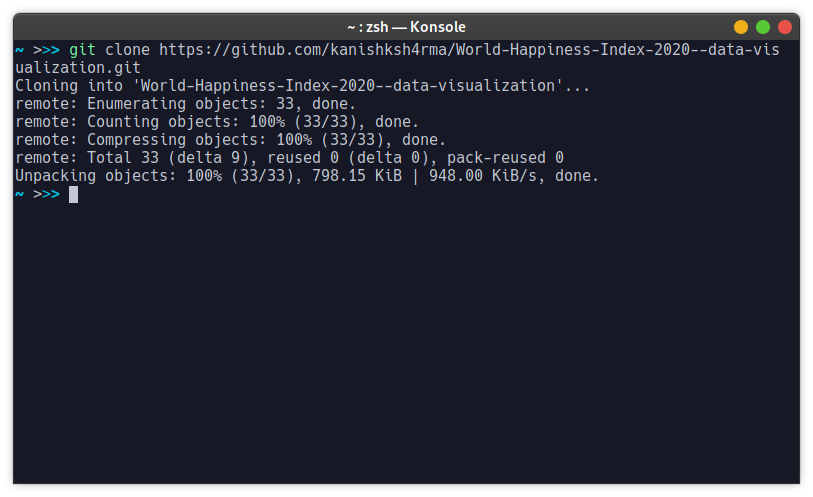 ~ : zsh — Konsole
~ >>> git clone https://github.com/kanishksh4rma/World-Happiness-Index-2020--data-vis
ualization.git
Cloning into 'World-Happiness-Index-2020--data-visualization'...
remote: Enumerating objects: 33, done.
remote: Counting objects: 100% (33/33), done.
remote: Compressing objects: 100% (33/33), done.
remote: Total 33 (delta 9), reused 0 (delta 0), pack-reused 0
Unpacking objects: 100% (33/33), 798.15 KiB | 948.00 KiB/s, done.
~ >>>